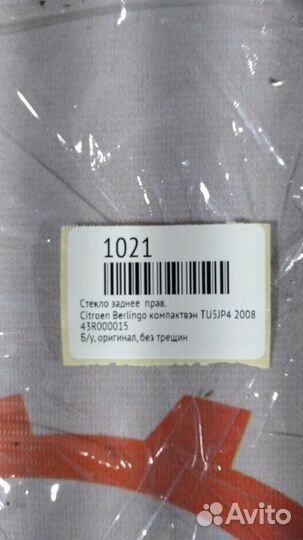 1021
Стекло заднее прав.
Citroen Berlingo компактвэн TU5JP4 2008
43R000015
Б/у, оригинал, без трещин
Avito